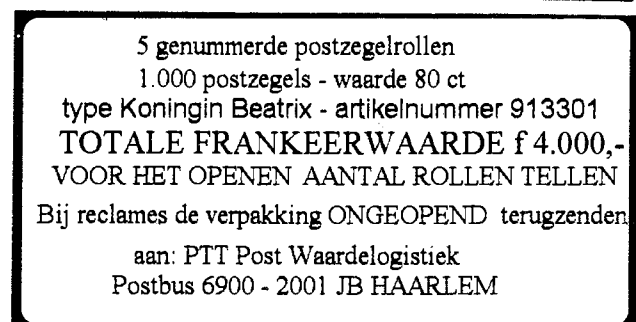 5 genummerde postzegelrollen
1.000 postzegels - waarde 80 ct
type Koningin Beatrix - artikelnummer 913301
TOTALE FRANKEERWAARDE f 4.000,-
VOOR HET OPENEN AANTAL ROLLEN TELLEN
Bij reclames de verpakking ONGEOPEND terugzenden
aan: PTT Post Waardelogistiek
Postbus 6900 - 2001 JB HAARLEM